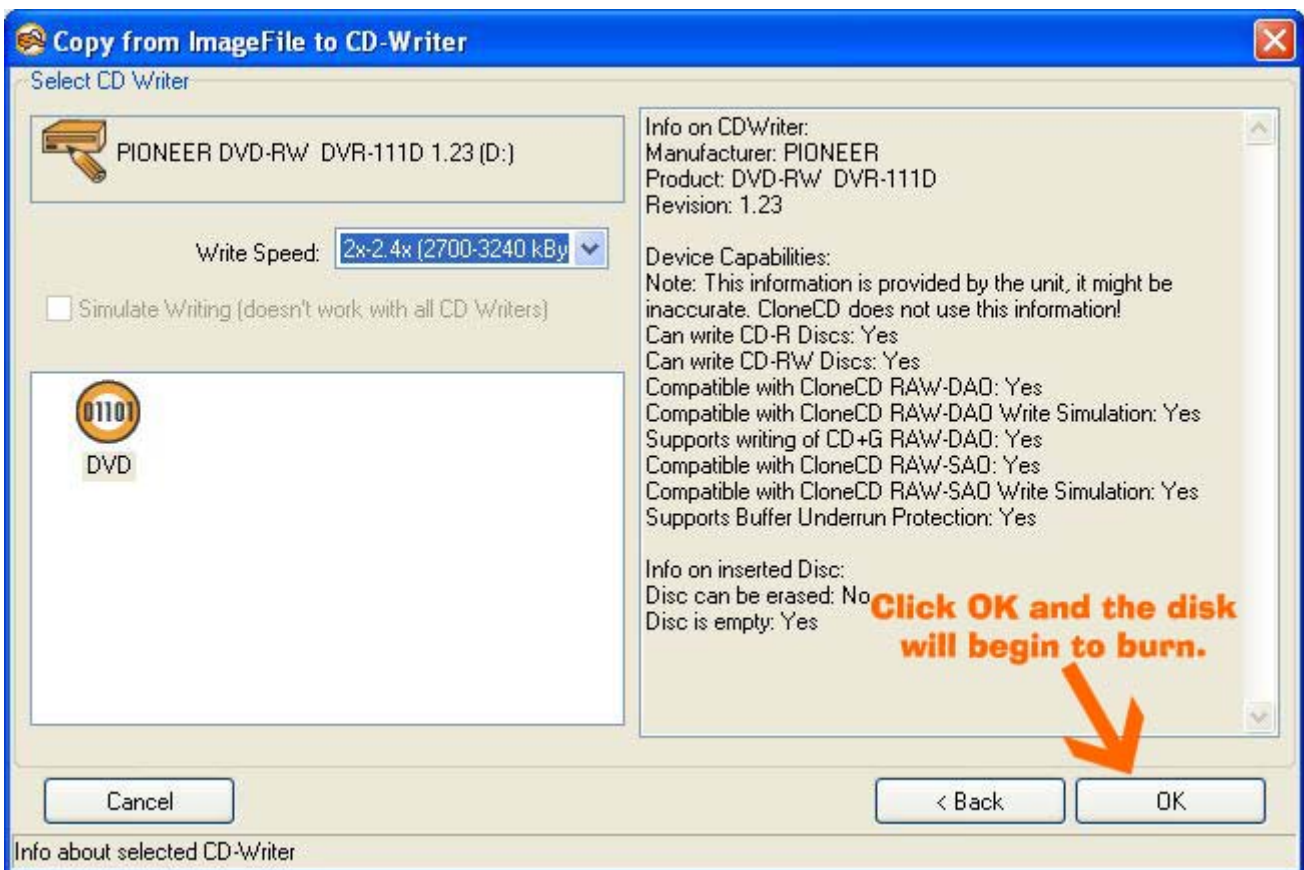 Copy from ImageFile to CD-Writer
Select CD Writer
PIONEER DVD-RW DVR-111D 1.23 (D:)
Write Speed: 2x-2.4x (2700-3240 kBy
Simulate Writing (doesn't work with all CD Writers)
01101
DVD
Info on CDWriter:
Manufacturer: PIONEER
Product: DVD-RW DVR-111D
Revision: 1.23
Device Capabilities:
Note: This information is provided by the unit, it might be
inaccurate. CloneCD does not use this information!
Can write CD-R Discs: Yes
Can write CD-RW Discs: Yes
Compatible with CloneCD RAW-DAO: Yes
Compatible with CloneCD RAW-DAO Write Simulation: Yes
Supports writing of CD+G RAW-DAO: Yes
Compatible with CloneCD RAW-SAO: Yes
Compatible with CloneCD RAW-SAO Write Simulation: Yes
Supports Buffer Underrun Protection: Yes
Info on inserted Disc:
Disc can be erased: No
Disc is empty: Yes
Click OK and the disk
will begin to burn.
Cancel
< Back
OK
Info about selected CD-Writer